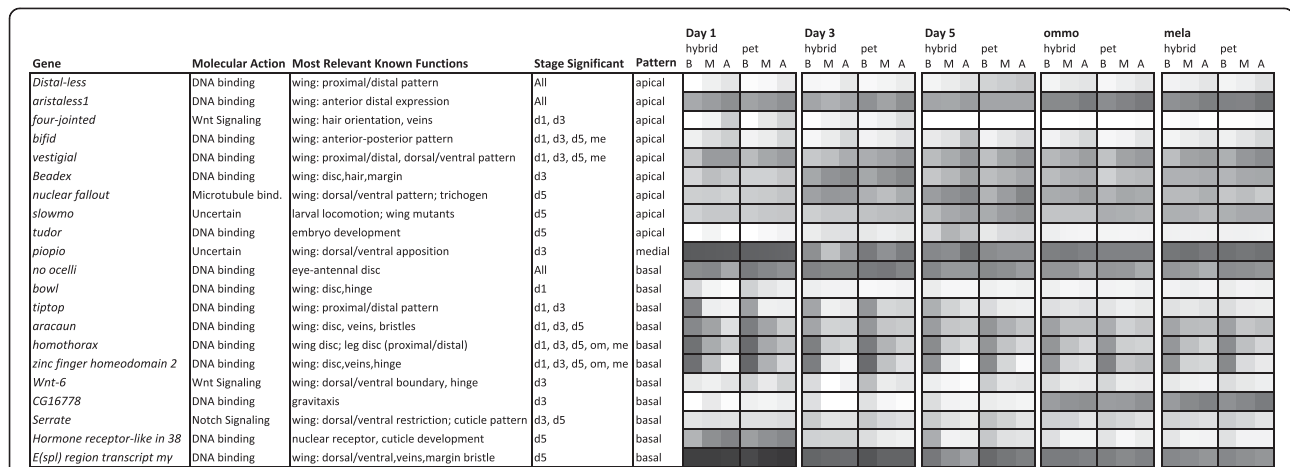 Day 1 Day 3 Day 5 ommo mela
hybrid pet hybrid pet hybrid pet hybrid pet hybrid pet
Gene Molecular Action Most Relevant Known Functions Stage Significant Pattern B M A B M A B M A B M A B M A B M A B M A B M A B M A B M A
Distal-less DNA binding wing: proximal/distal pattern All apical
aristaless1 DNA binding wing: anterior distal expression All apical
four-jointed Wnt Signaling wing: hair orientation, veins d1, d3 apical
bifid DNA binding wing: anterior-posterior pattern d1, d3, d5, me apical
vestigial DNA binding wing: proximal/distal, dorsal/ventral pattern d1, d3, d5, me apical
Beadex DNA binding wing: disc,hair,margin d3 apical
nuclear fallout Microtubule bind. wing: dorsal/ventral pattern; trichogen d5 apical
slowmo Uncertain larval locomotion; wing mutants d5 apical
tudor DNA binding embryo development d5 apical
piopio Uncertain wing: dorsal/ventral apposition d3 medial
no ocelli DNA binding eye-antennal disc All basal
bowl DNA binding wing: disc,hinge d1 basal
tiptop DNA binding wing: proximal/distal pattern d1, d3 basal
aracaun DNA binding wing: disc, veins, bristles d1, d3, d5 basal
homothorax DNA binding wing disc; leg disc (proximal/distal) d1, d3, d5, om, me basal
zinc finger homeodomain 2 DNA binding wing: disc,veins,hinge d1, d3, d5, om, me basal
Wnt-6 Wnt Signaling wing: dorsal/ventral boundary, hinge d3 basal
CG16778 DNA binding gravitaxis d3 basal
Serrate Notch Signaling wing: dorsal/ventral restriction; cuticle pattern d3, d5 basal
Hormone receptor-like in 38 DNA binding nuclear receptor, cuticle development d5 basal
E(spl) region transcript mγ DNA binding wing: dorsal/ventral,veins,margin bristle d5 basal